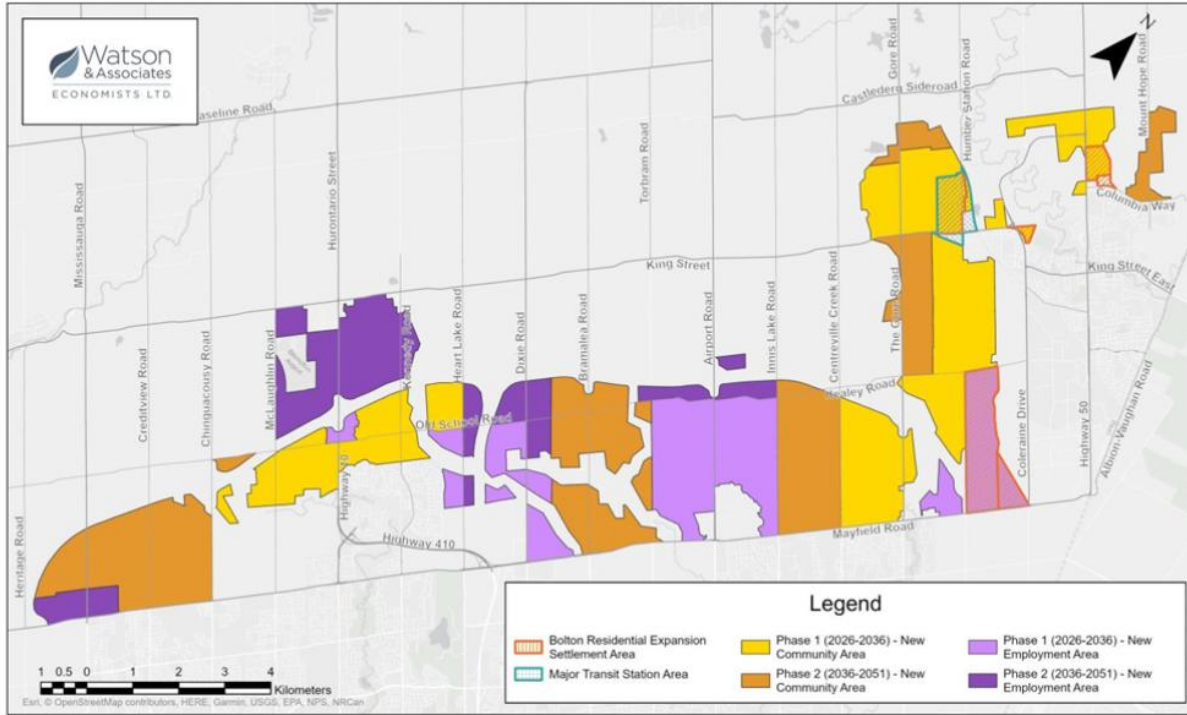 Watson
& Associates
ECONOMISTS LTD.
N
Mount Hope Road
Gore Road
Humber Station Road
Castlederg Sideroad
aseline Road
Columbia Way
Mississauga Road
Hurontario Street
Torbram Road
King Street
King Street East
Creditview Road
Chinguacousy Road
McLaughlin Road
Kennedy Road
Heart Lake Road
Dixie Road
Bramalea Road
Airport Road
Innis Lake Road
Centreville Creek Road
The Gore Road
Healey Road
Old School Road
Coleraine Drive
Highway 50
Albion-Vaughan Road
Heritage Road
Highway 10
Highway 410
Mayfield Road
Legend
Bolton Residential Expansion
Settlement Area
Major Transit Station Area
Phase 1 (2026-2036) - New
Community Area
Phase 2 (2036-2051) - New
Community Area
Phase 1 (2026-2036) - New
Employment Area
Phase 2 (2036-2051) - New
Employment Area
1 0.5 0 1 2 3 4
Kilometers
Esri, © OpenStreetMap contributors, HERE, Garmin, USGS, EPA, NPS, NRCan